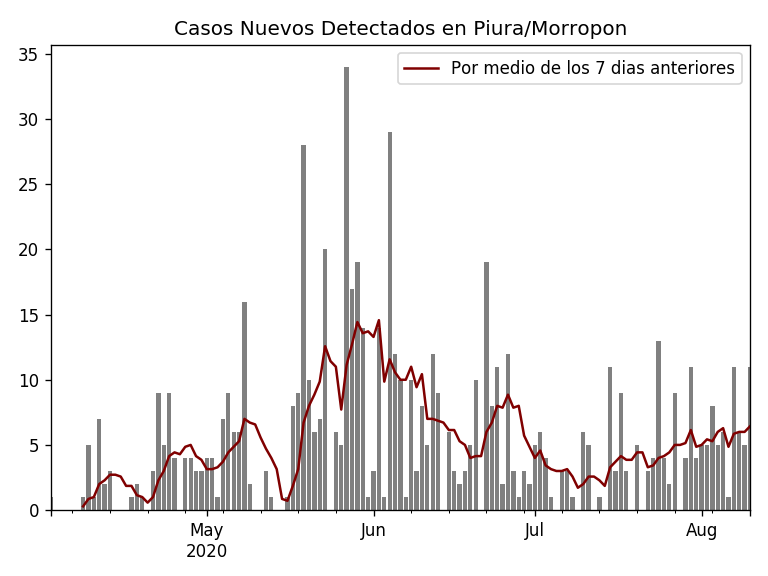 Casos Nuevos Detectados en Piura/Morropon
Por medio de los 7 dias anteriores
35
30
25
20
15
10
5
0
May
2020
Jun
Jul
Aug